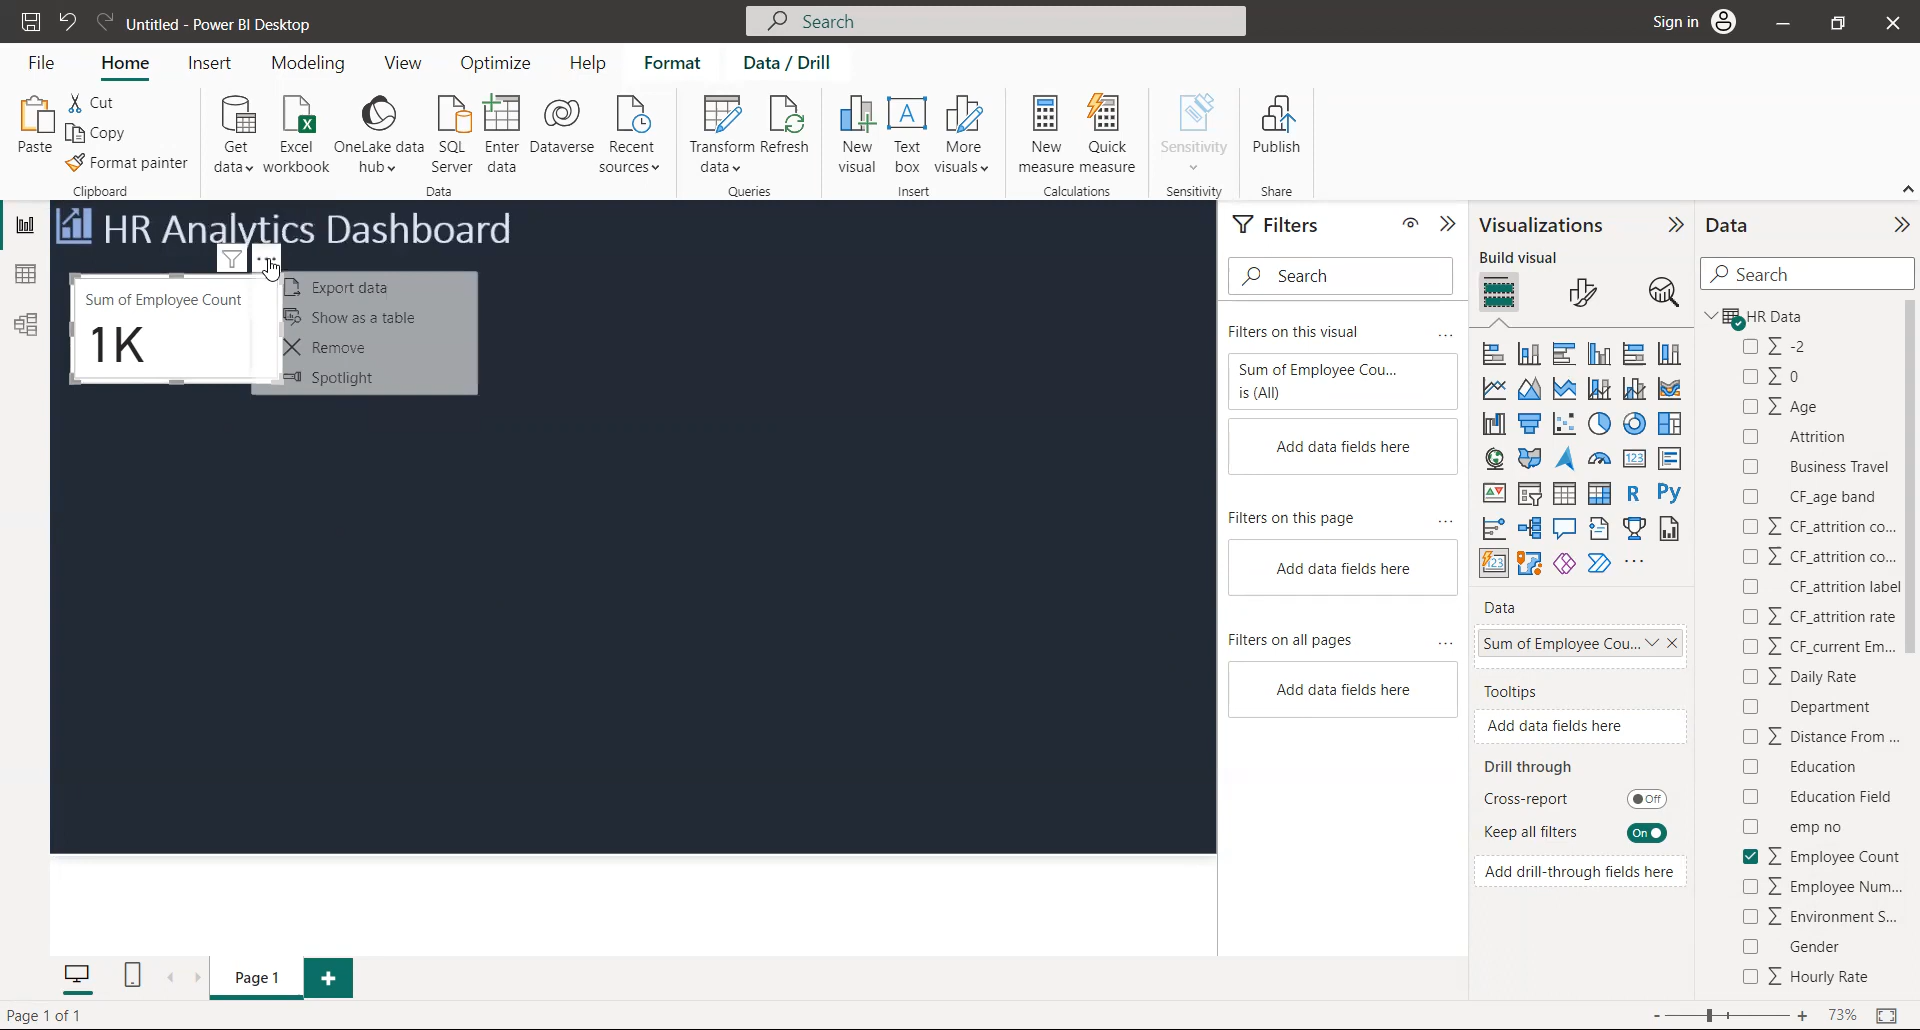 Untitled - Power BI Desktop
Search
Sign in
File
Home
Insert
Modeling
View
Optimize
Help
Format
Data / Drill
Paste
Cut
Copy
Format painter
Clipboard
Get data
Excel workbook
OneLake data hub
SQL Server
Enter data
Dataverse
Recent sources
Data
Transform data
Refresh
Queries
New visual
Text box
More visuals
Insert
New measure
Quick measure
Calculations
Sensitivity
Sensitivity
Publish
Share
HR Analytics Dashboard
Sum of Employee Count
1K
Export data
Show as a table
Remove
Spotlight
Filters
Search
Filters on this visual
...
Sum of Employee Cou...
is (All)
Add data fields here
Filters on this page
...
Add data fields here
Filters on all pages
...
Add data fields here
Visualizations
Build visual
123
R
Py
123
...
Data
Sum of Employee Cou...
Tooltips
Add data fields here
Drill through
Cross-report
Off
Keep all filters
On
Add drill-through fields here
Data
Search
HR Data
∑ -2
∑ 0
∑ Age
Attrition
Business Travel
CF_age band
∑ CF_attrition co...
∑ CF_attrition co...
CF_attrition label
∑ CF_attrition rate
∑ CF_current Em...
∑ Daily Rate
Department
∑ Distance From ...
Education
Education Field
emp no
∑ Employee Count
∑ Employee Num...
∑ Environment S...
Gender
∑ Hourly Rate
Page 1
+
Page 1 of 1
- + 73%